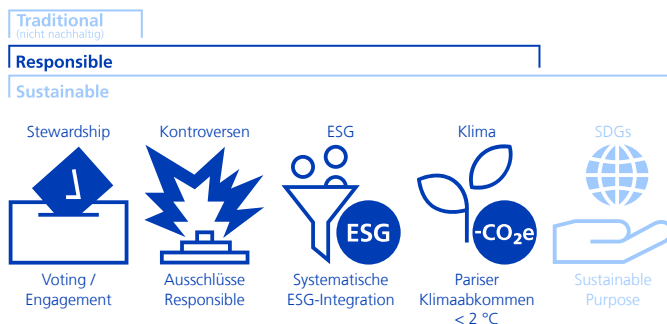 Traditional
(nicht nachhaltig)
Responsible
Sustainable
Stewardship
Kontroversen
ESG
Klima
SDGs
ESG
-CO₂e
Voting /
Engagement
Ausschlüsse
Responsible
Systematische
ESG-Integration
Pariser
Klimaabkommen
< 2 °C
Sustainable
Purpose